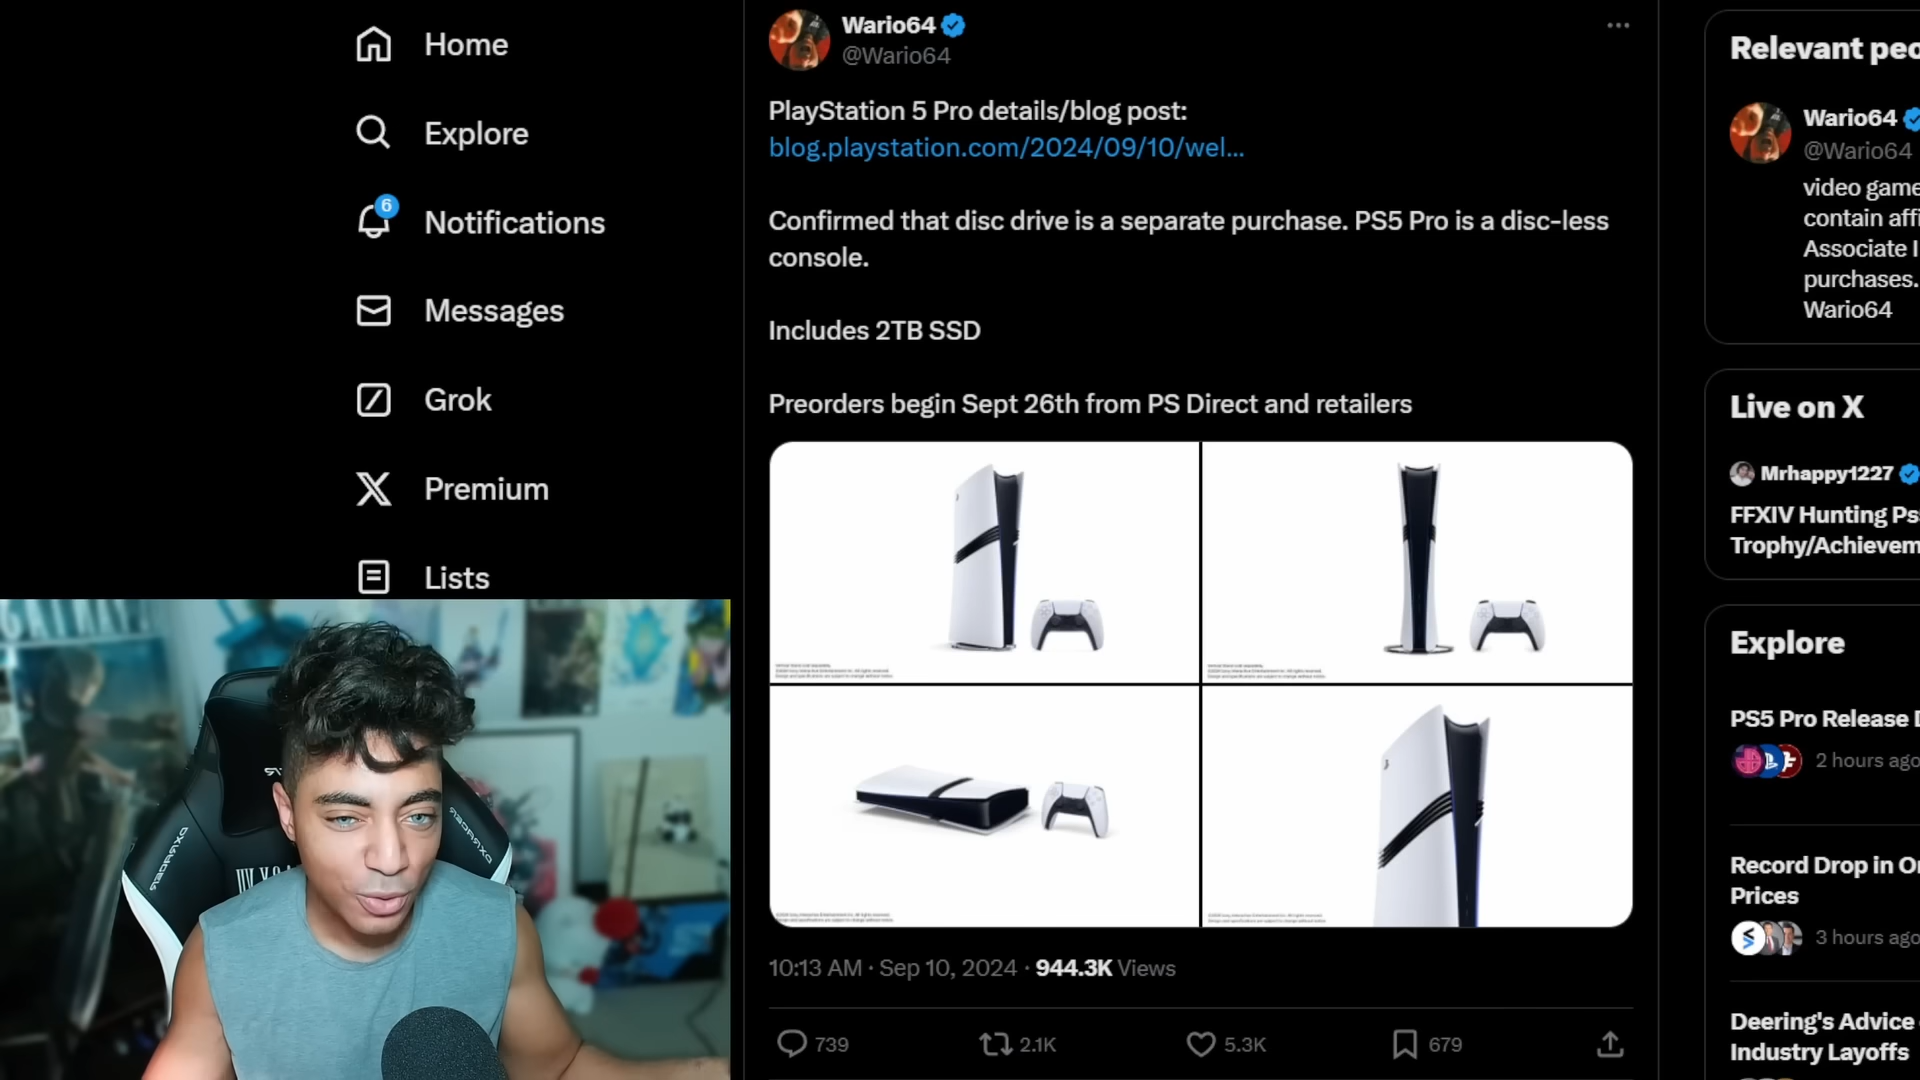 Home
Explore
Notifications
6
Messages
Grok
Premium
Lists
Wario64
@Wario64
PlayStation 5 Pro details/blog post:
blog.playstation.com/2024/09/10/wel...
Confirmed that disc drive is a separate purchase. PS5 Pro is a disc-less
console.
Includes 2TB SSD
Preorders begin Sept 26th from PS Direct and retailers
10:13 AM · Sep 10, 2024 · 944.3K Views
739
2.1K
5.3K
679
Relevant peo
Wario64
@Wario64
video game
contain affi
Associate I
purchases.
Wario64
Live on X
Mrhappy1227
FFXIV Hunting Ps
Trophy/Achievem
Explore
PS5 Pro Release D
2 hours ago
Record Drop in On
Prices
3 hours ago
Deering's Advice
Industry Layoffs
DXRACER
DXRACER